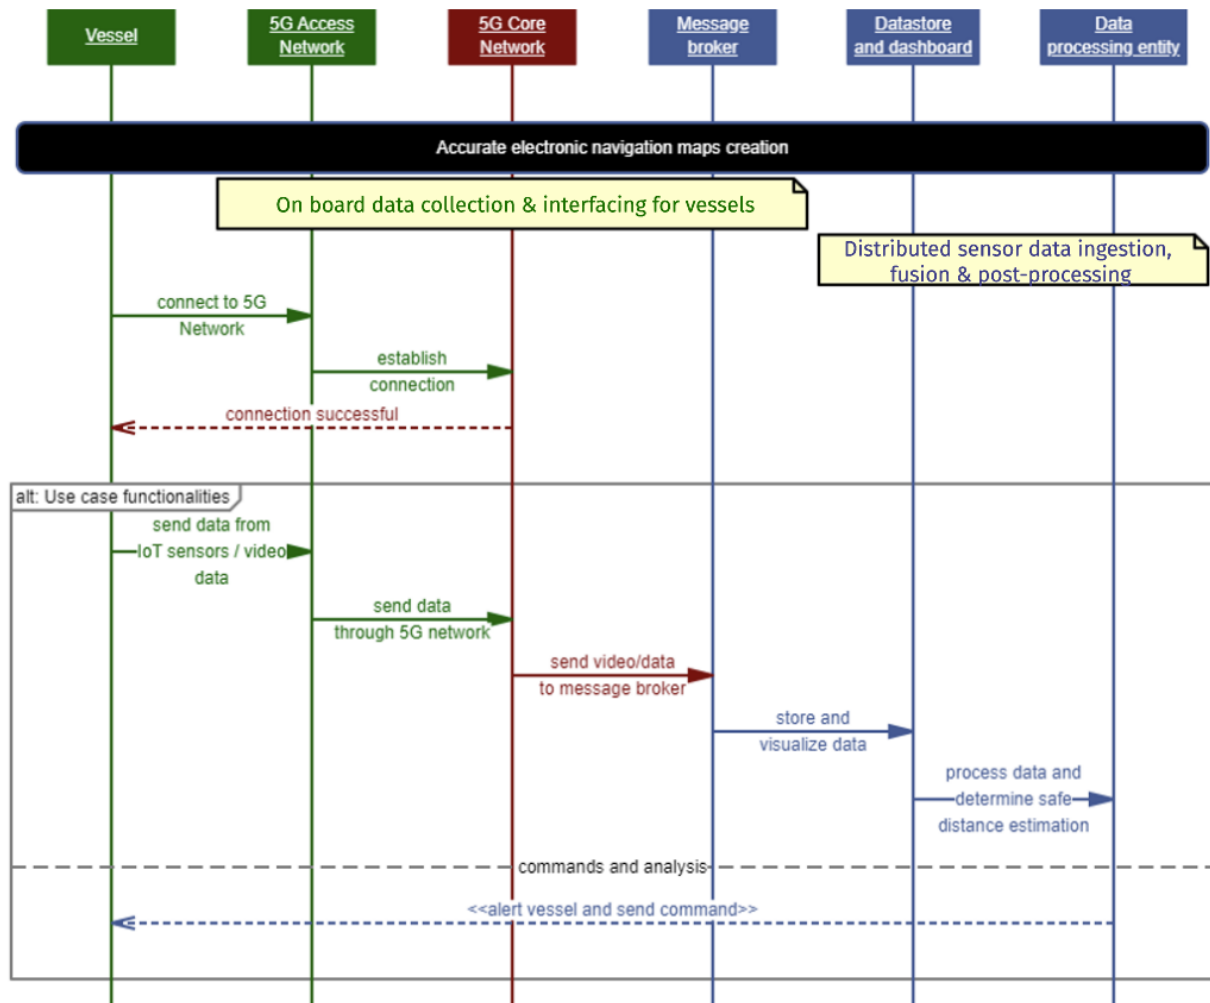 Vessel
5G Access
Network
5G Core
Network
Message
broker
Datastore
and dashboard
Data
processing entity
Accurate electronic navigation maps creation
On board data collection & interfacing for vessels
Distributed sensor data ingestion,
fusion & post-processing
connect to 5G
Network
establish
connection
connection successful
alt: Use case functionalities
send data from
IoT sensors / video
data
send data
through 5G network
send video/data
to message broker
store and
visualize data
process data and
determine safe
distance estimation
commands and analysis
<<alert vessel and send command>>